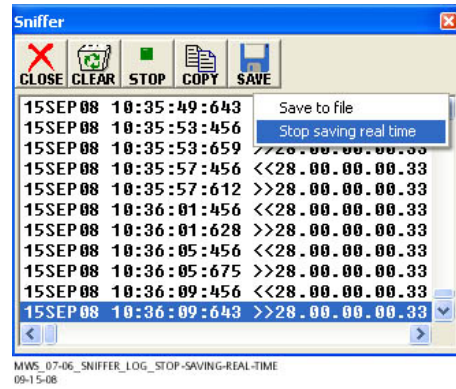 Sniffer
CLOSE CLEAR STOP COPY SAVE
Save to file
Stop saving real time
15SEP08 10:35:49:643
15SEP08 10:35:53:456
15SEP08 10:35:53:659 >>28.00.00.00.33
15SEP08 10:35:57:456 <<28.00.00.00.33
15SEP08 10:35:57:612 >>28.00.00.00.33
15SEP08 10:36:01:456 <<28.00.00.00.33
15SEP08 10:36:01:628 >>28.00.00.00.33
15SEP08 10:36:05:456 <<28.00.00.00.33
15SEP08 10:36:05:675 >>28.00.00.00.33
15SEP08 10:36:09:456 <<28.00.00.00.33
15SEP08 10:36:09:643 >>28.00.00.00.33
MWS_07-06_SNIFFER_LOG_STOP-SAVING-REAL-TIME
09-15-08